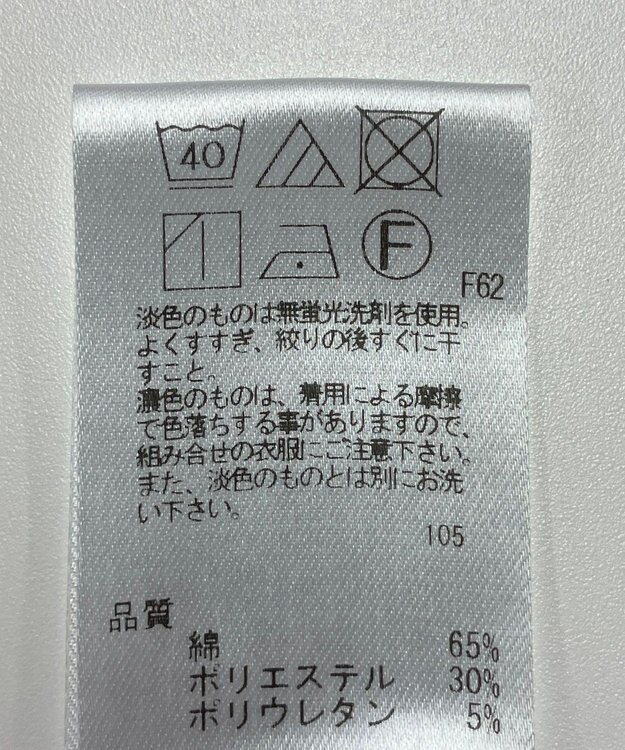 40
F
F62
淡色のものは無蛍光洗剤を使用。
よくすすぎ、絞りの後すぐに干
すこと。
濃色のものは、着用による摩擦
で色落ちする事がありますので、
組み合せの衣服にご注意下さい。
また、淡色のものとは別にお洗
い下さい。
105
品質
綿 65%
ポリエステル 30%
ポリウレタン 5%